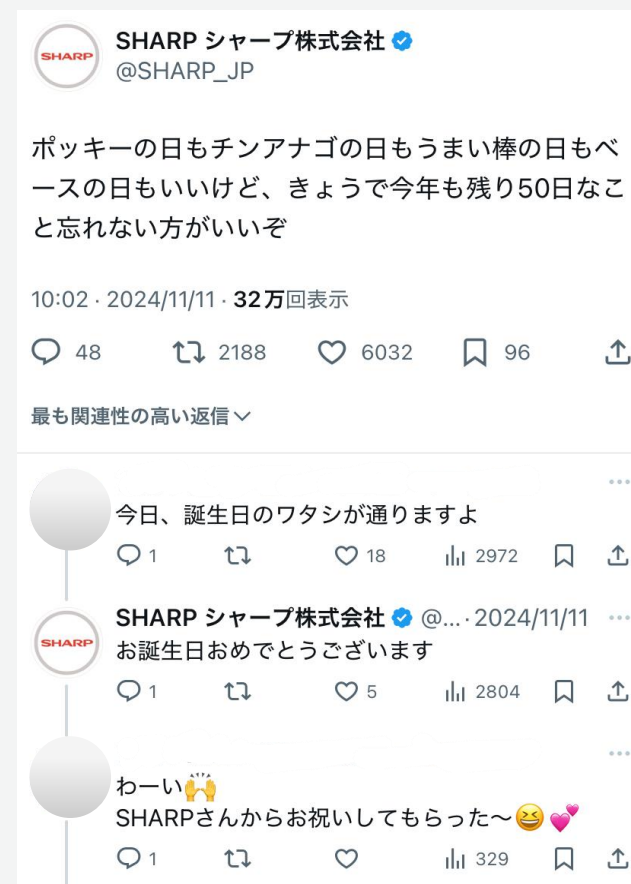 SHARP
SHARP シャープ株式会社
@SHARP_JP
ポッキーの日もチンアナゴの日もうまい棒の日もベ
ースの日もいいけど、きょうで今年も残り50日なこ
と忘れない方がいいぞ
10:02 · 2024/11/11 · 32万回表示
48 2188 6032 96
最も関連性の高い返信
今日、誕生日のワタシが通りますよ
1 18 2972
SHARP
SHARP シャープ株式会社 @... · 2024/11/11
お誕生日おめでとうございます
1 5 2804
わーい🙌
SHARPさんからお祝いしてもらった〜😆💕
1 329